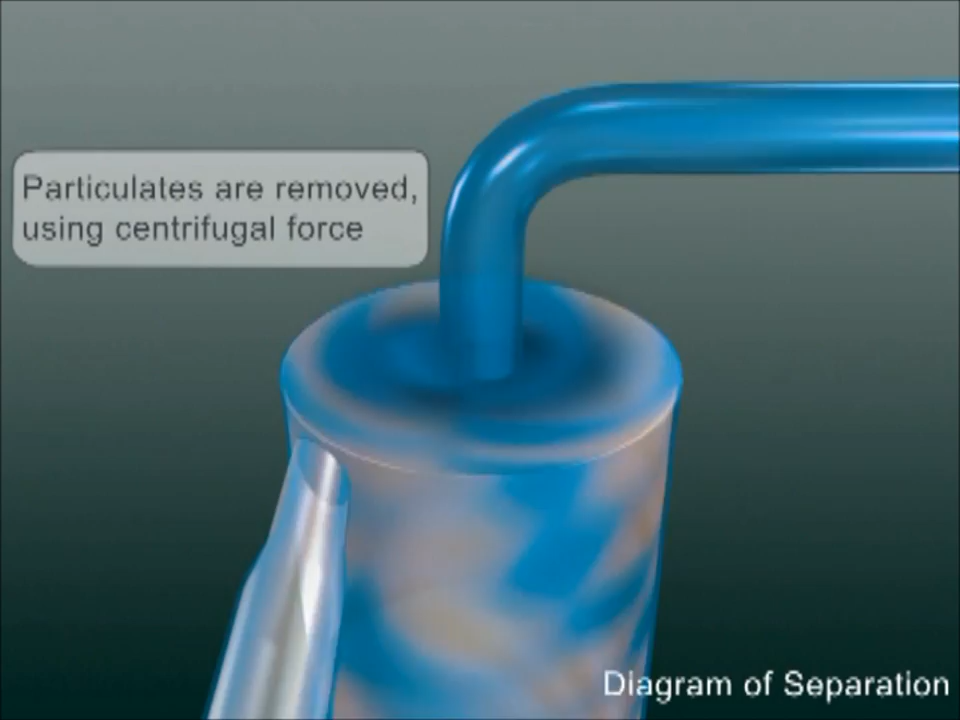 Particulates are removed,
using centrifugal force
Diagram of Separation